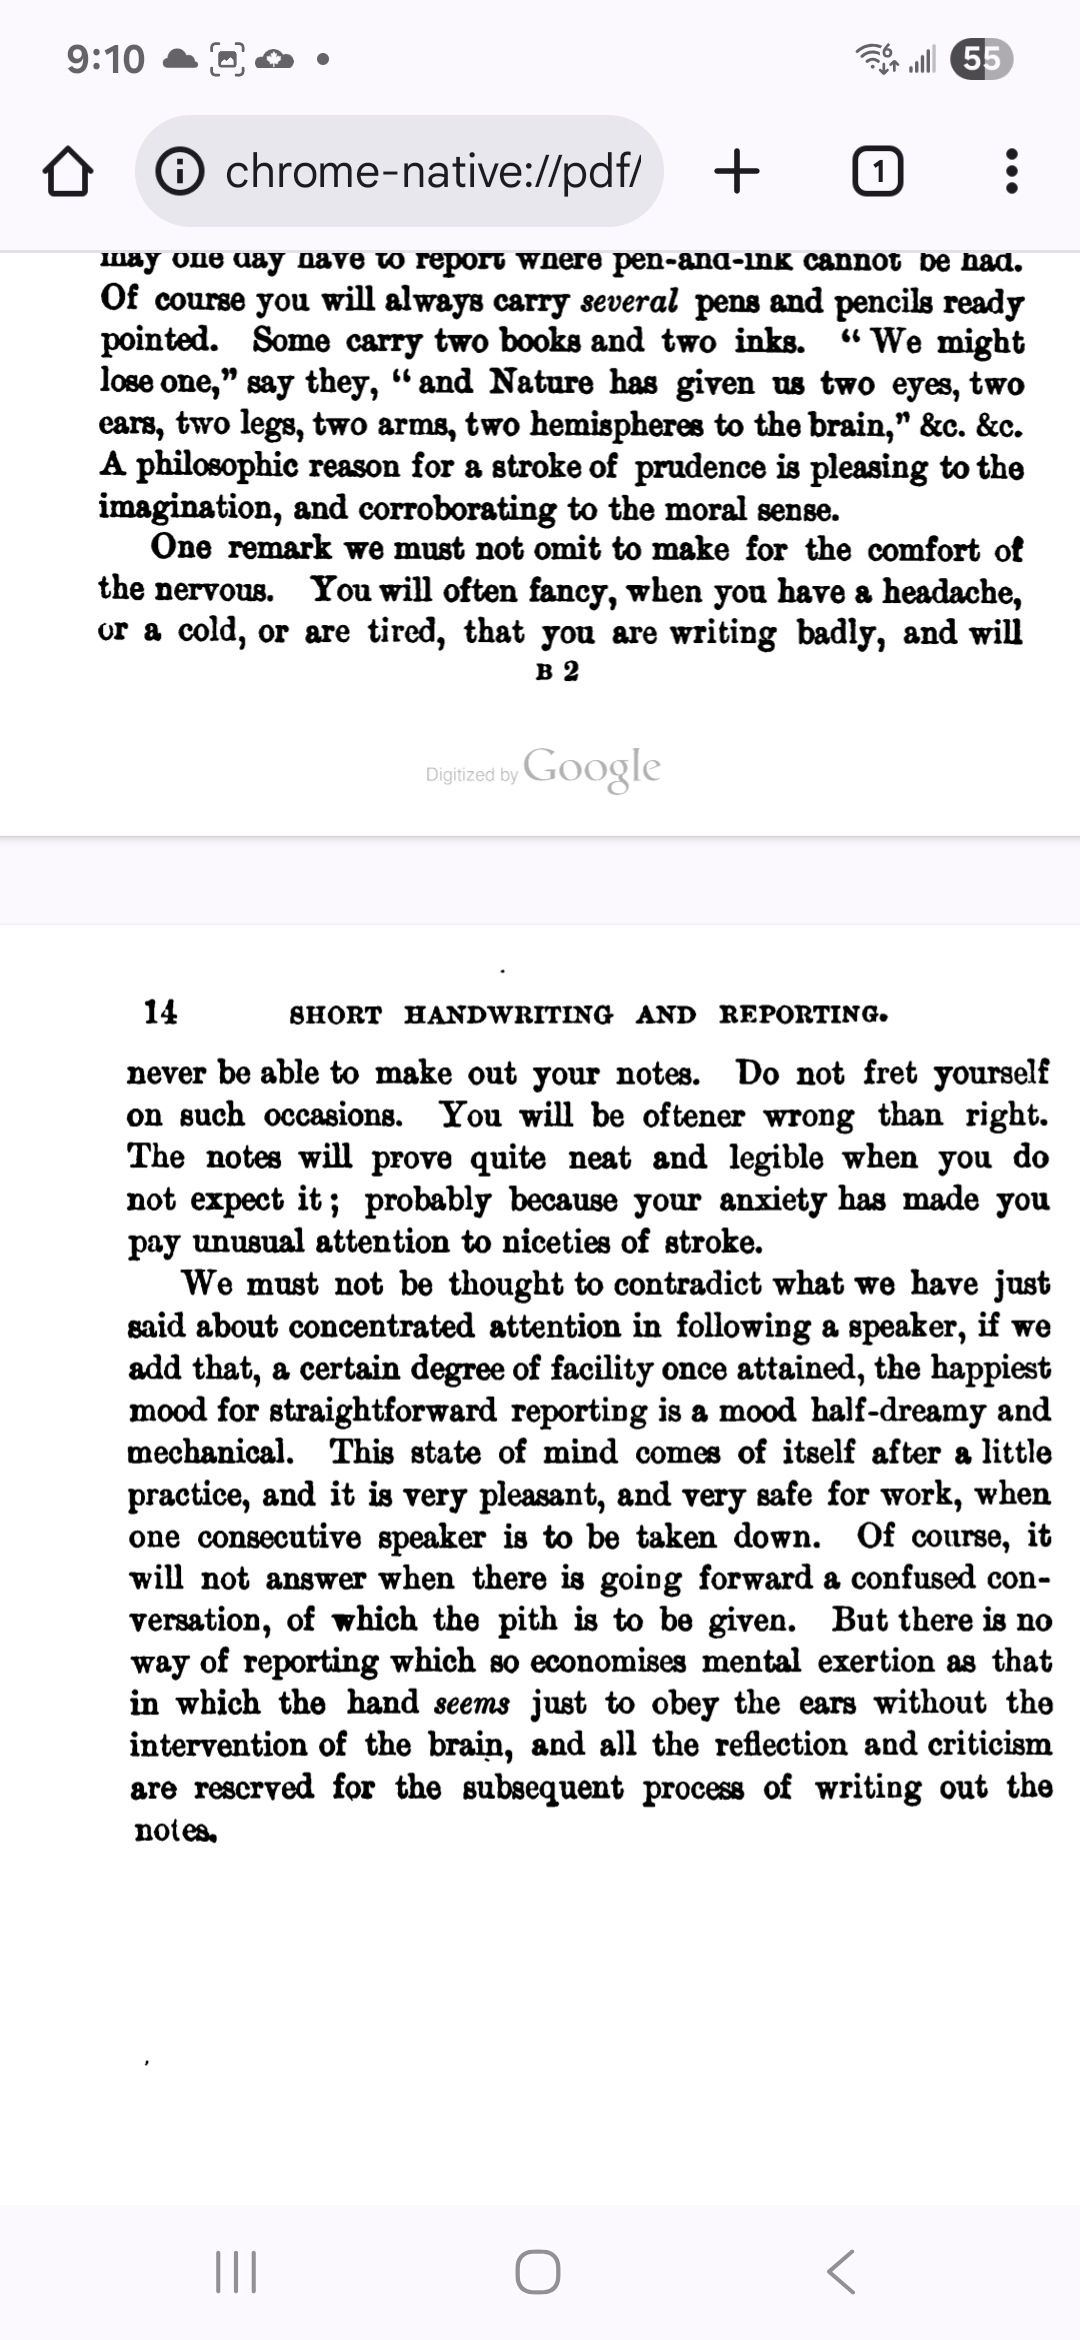 9:10
6
55
chrome-native://pdf/
1
may one day have to report where pen-and-ink cannot be had.
Of course you will always carry several pens and pencils ready
pointed. Some carry two books and two inks. “ We might
lose one,” say they, “ and Nature has given us two eyes, two
ears, two legs, two arms, two hemispheres to the brain,” &c. &c.
A philosophic reason for a stroke of prudence is pleasing to the
imagination, and corroborating to the moral sense.
One remark we must not omit to make for the comfort of
the nervous. You will often fancy, when you have a headache,
or a cold, or are tired, that you are writing badly, and will
B 2
Digitized by Google
14 SHORT HANDWRITING AND REPORTING.
never be able to make out your notes. Do not fret yourself
on such occasions. You will be oftener wrong than right.
The notes will prove quite neat and legible when you do
not expect it ; probably because your anxiety has made you
pay unusual attention to niceties of stroke.
We must not be thought to contradict what we have just
said about concentrated attention in following a speaker, if we
add that, a certain degree of facility once attained, the happiest
mood for straightforward reporting is a mood half-dreamy and
mechanical. This state of mind comes of itself after a little
practice, and it is very pleasant, and very safe for work, when
one consecutive speaker is to be taken down. Of course, it
will not answer when there is going forward a confused con-
versation, of which the pith is to be given. But there is no
way of reporting which so economises mental exertion as that
in which the hand seems just to obey the ears without the
intervention of the brain, and all the reflection and criticism
are reserved for the subsequent process of writing out the
notes.